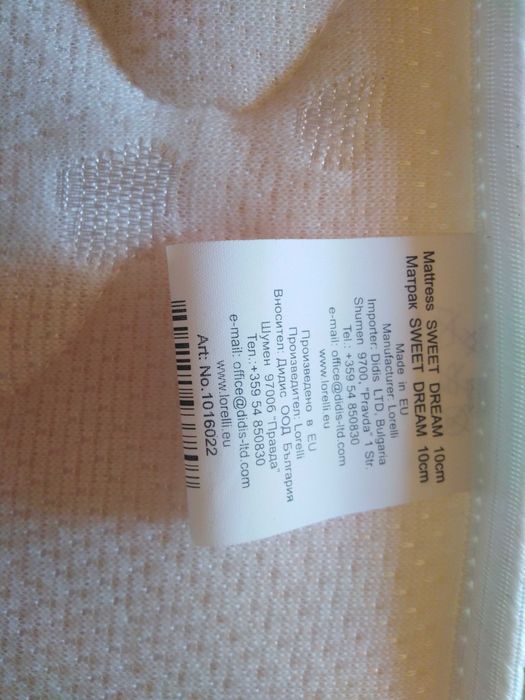 Mattress SWEET DREAM 10cm
Матрак SWEET DREAM 10cm
Made in EU
Manufacturer: Lorelli
Importer: Didis LTD. Bulgaria
Shumen 9700, "Pravda" 1 Str.
Tel.: +359 54 850830
e-mail: office@didis-ltd.com
www.lorelli.eu
Произведено в EU
Производител: Lorelli
Вносител: Дидис ООД България
Шумен 97006 "Правда"
Тел.: +359 54 850830
e-mail: office@didis-ltd.com
www.lorelli.eu
Art: No.1016022